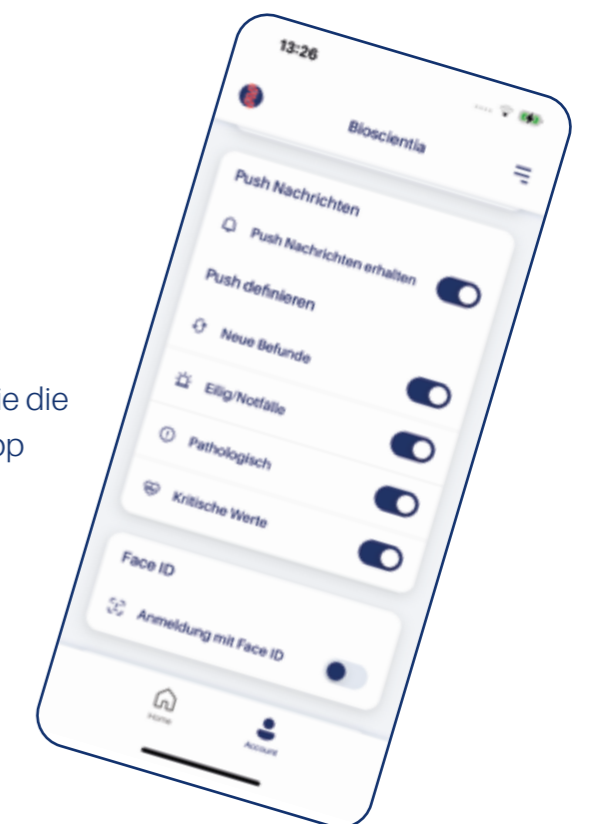 13:26
Bioscientia
Push Nachrichten
Push Nachrichten erhalten
Push definieren
Neue Befunde
Eilig/Notfälle
Pathologisch
Kritische Werte
Face ID
Anmeldung mit Face ID
Home
Account
die